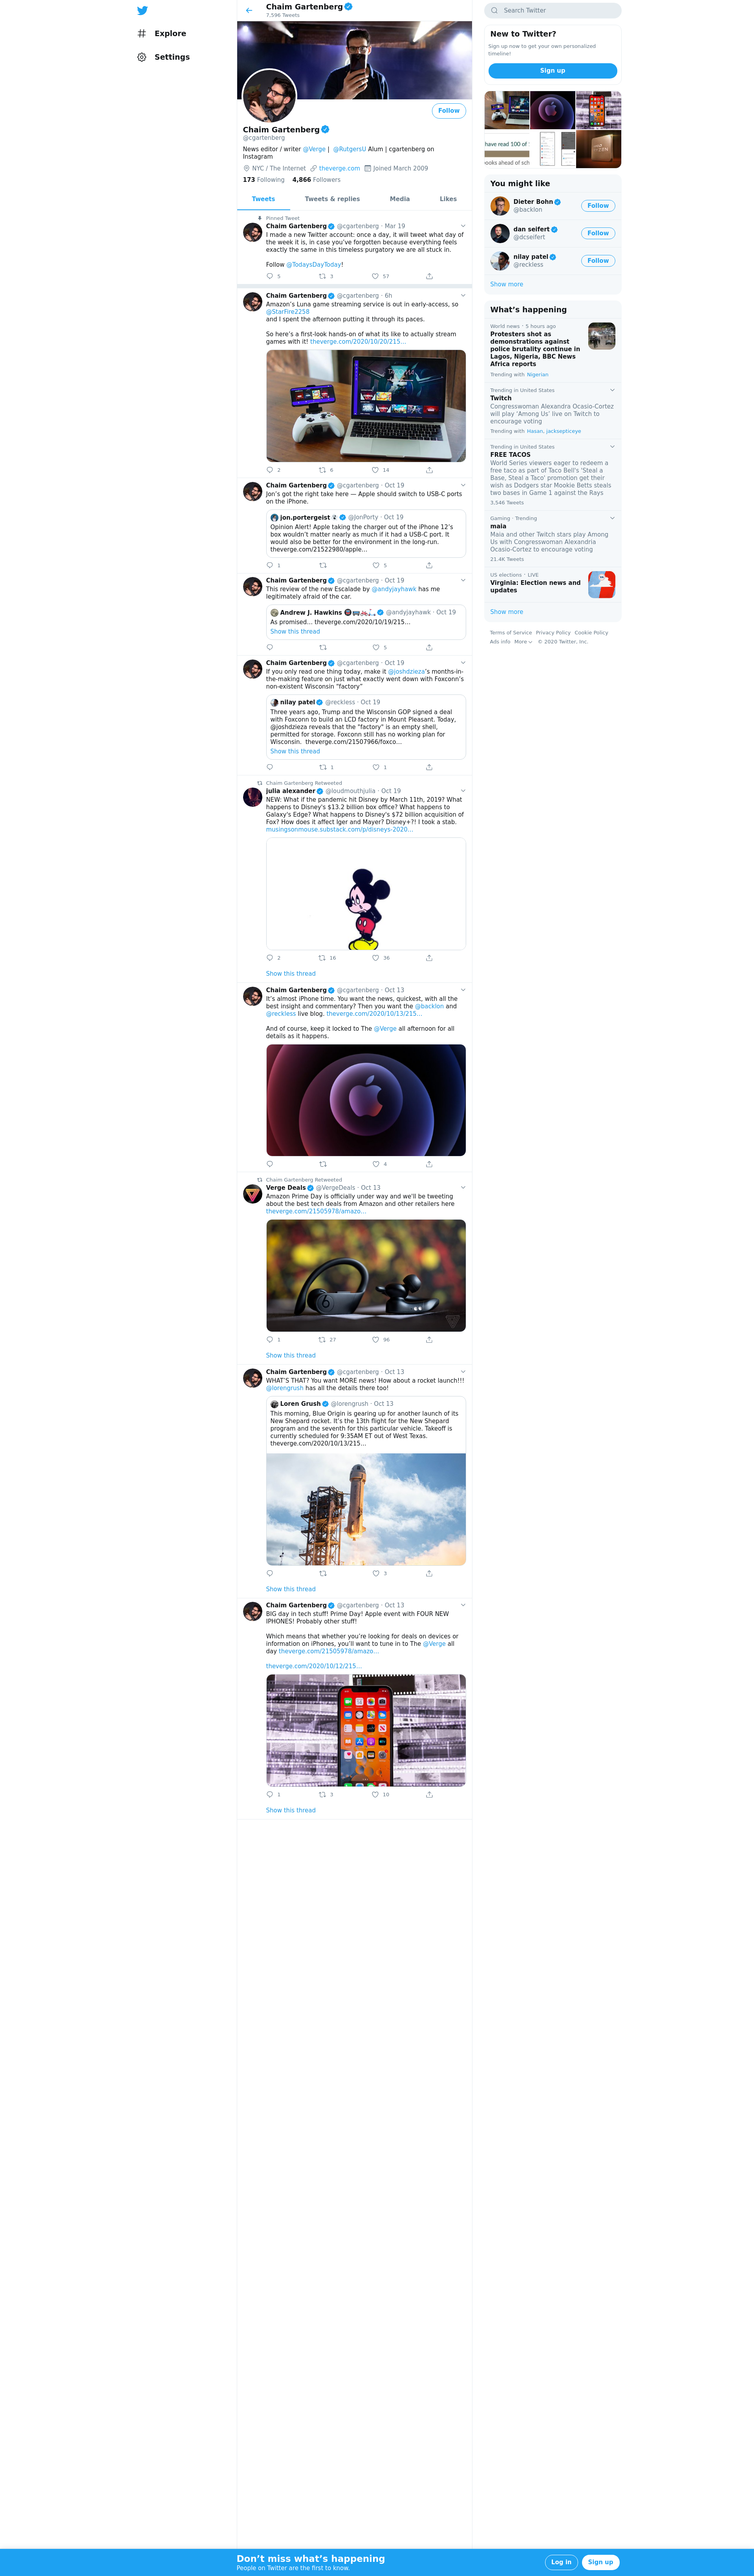 Explore
Settings
Chaim Gartenberg
7,596 Tweets
Follow
Chaim Gartenberg
@cgartenberg
News editor / writer @Verge | @RutgersU Alum | cgartenberg on
Instagram
NYC / The Internet theverge.com Joined March 2009
173 Following 4,866 Followers
Tweets Tweets & replies Media Likes
Pinned Tweet
Chaim Gartenberg @cgartenberg · Mar 19
I made a new Twitter account: once a day, it will tweet what day of
the week it is, in case you've forgotten because everything feels
exactly the same in this timeless purgatory we are all stuck in.
Follow @TodaysDayToday!
5 3 57
Chaim Gartenberg @cgartenberg · 6h
Amazon's Luna game streaming service is out in early-access, so
@StarFire2258
and I spent the afternoon putting it through its paces.
So here's a first-look hands-on of what its like to actually stream
games with it! theverge.com/2020/10/20/215…
2 6 14
Chaim Gartenberg @cgartenberg · Oct 19
Jon's got the right take here — Apple should switch to USB-C ports
on the iPhone.
jon.portergeist @JonPorty · Oct 19
Opinion Alert! Apple taking the charger out of the iPhone 12's
box wouldn't matter nearly as much if it had a USB-C port. It
would also be better for the environment in the long-run.
theverge.com/21522980/apple…
1 5
Chaim Gartenberg @cgartenberg · Oct 19
This review of the new Escalade by @andyjayhawk has me
legitimately afraid of the car.
Andrew J. Hawkins @andyjayhawk · Oct 19
As promised... theverge.com/2020/10/19/215…
Show this thread
5
Chaim Gartenberg @cgartenberg · Oct 19
If you only read one thing today, make it @joshdzieza's months-in-
the-making feature on just what exactly went down with Foxconn's
non-existent Wisconsin "factory"
nilay patel @reckless · Oct 19
Three years ago, Trump and the Wisconsin GOP signed a deal
with Foxconn to build an LCD factory in Mount Pleasant. Today,
@joshdzieza reveals that the "factory" is an empty shell,
permitted for storage. Foxconn still has no working plan for
Wisconsin. theverge.com/21507966/foxco…
Show this thread
1 1
Chaim Gartenberg Retweeted
julia alexander @loudmouthjulia · Oct 19
NEW: What if the pandemic hit Disney by March 11th, 2019? What
happens to Disney's $13.2 billion box office? What happens to
Galaxy's Edge? What happens to Disney's $72 billion acquisition of
Fox? How does it affect Iger and Mayer? Disney+?! I took a stab.
musingsonmouse.substack.com/p/disneys-2020…
2 16 36
Show this thread
Chaim Gartenberg @cgartenberg · Oct 13
It's almost iPhone time. You want the news, quickest, with all the
best insight and commentary? Then you want the @backlon and
@reckless live blog. theverge.com/2020/10/13/215…
And of course, keep it locked to The @Verge all afternoon for all
details as it happens.
4
Chaim Gartenberg Retweeted
Verge Deals @VergeDeals · Oct 13
Amazon Prime Day is officially under way and we'll be tweeting
about the best tech deals from Amazon and other retailers here
theverge.com/21505978/amazo…
1 27 96
Show this thread
Chaim Gartenberg @cgartenberg · Oct 13
WHAT'S THAT? You want MORE news! How about a rocket launch!!!
@lorengrush has all the details there too!
Loren Grush @lorengrush · Oct 13
This morning, Blue Origin is gearing up for another launch of its
New Shepard rocket. It's the 13th flight for the New Shepard
program and the seventh for this particular vehicle. Takeoff is
currently scheduled for 9:35AM ET out of West Texas.
theverge.com/2020/10/13/215…
3
Show this thread
Chaim Gartenberg @cgartenberg · Oct 13
BIG day in tech stuff! Prime Day! Apple event with FOUR NEW
IPHONES! Probably other stuff!
Which means that whether you're looking for deals on devices or
information on iPhones, you'll want to tune in to The @Verge all
day theverge.com/21505978/amazo…
theverge.com/2020/10/12/215…
1 3 10
Show this thread
Search Twitter
New to Twitter?
Sign up now to get your own personalized
timeline!
Sign up
have read 100 of
ooks ahead of sch
You might like
Dieter Bohn
@backlon
Follow
dan seifert
@dcseifert
Follow
nilay patel
@reckless
Follow
Show more
What's happening
World news · 5 hours ago
Protesters shot as
demonstrations against
police brutality continue in
Lagos, Nigeria, BBC News
Africa reports
Trending with Nigerian
Trending in United States
Twitch
Congresswoman Alexandra Ocasio-Cortez
will play 'Among Us' live on Twitch to
encourage voting
Trending with Hasan, jacksepticeye
Trending in United States
FREE TACOS
World Series viewers eager to redeem a
free taco as part of Taco Bell's 'Steal a
Base, Steal a Taco' promotion get their
wish as Dodgers star Mookie Betts steals
two bases in Game 1 against the Rays
3,546 Tweets
Gaming · Trending
maia
Maia and other Twitch stars play Among
Us with Congresswoman Alexandria
Ocasio-Cortez to encourage voting
21.4K Tweets
US elections · LIVE
Virginia: Election news and
updates
Show more
Terms of Service Privacy Policy Cookie Policy
Ads info More © 2020 Twitter, Inc.
Don't miss what's happening
People on Twitter are the first to know.
Log in
Sign up